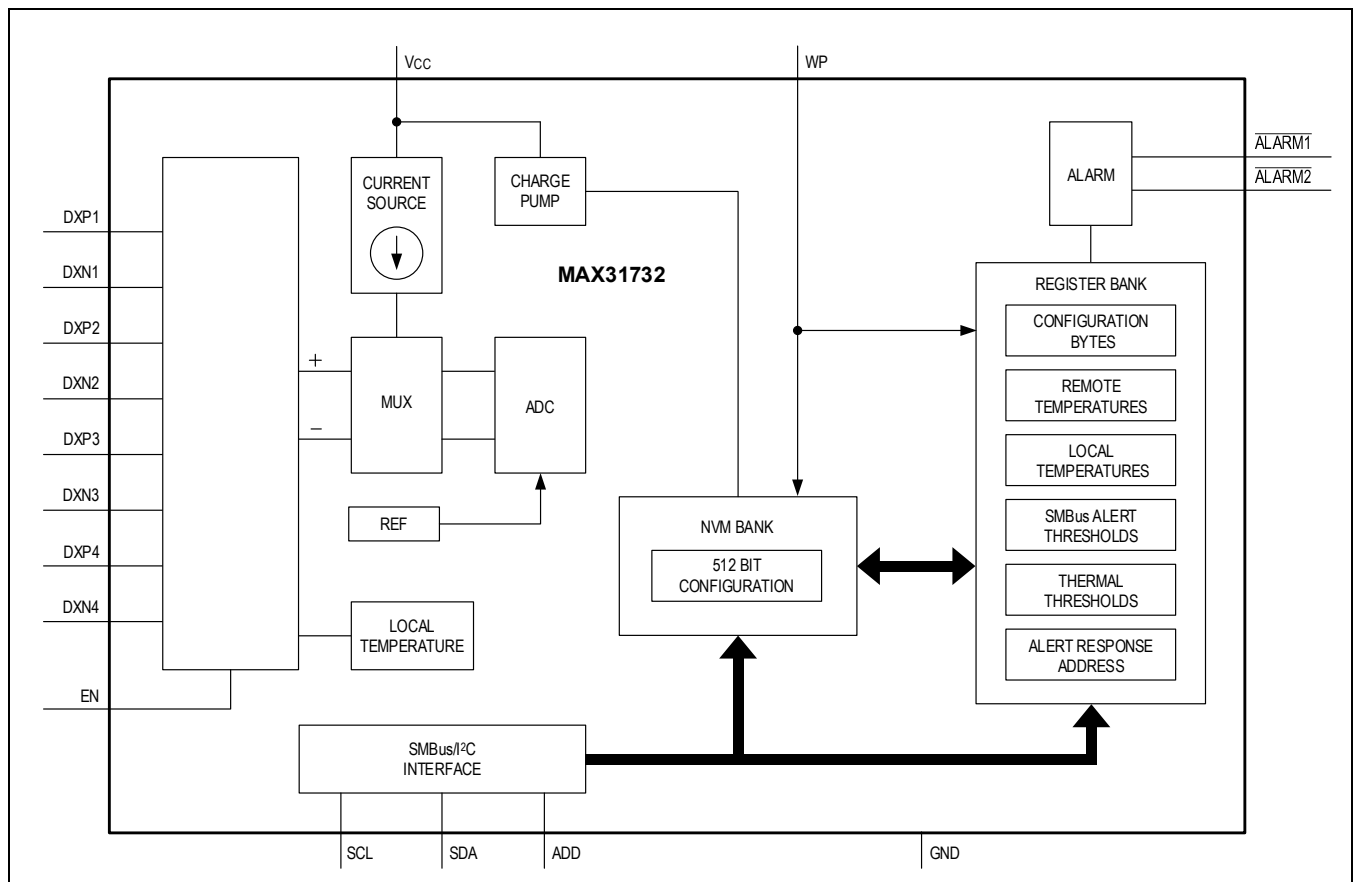 VCC
WP
ALARM1
ALARM2
ALARM
CURRENT
SOURCE
CHARGE
PUMP
MAX31732
DXP1
DXN1
DXP2
DXN2
DXP3
DXN3
DXP4
DXN4
EN
+
−
MUX
ADC
REF
LOCAL
TEMPERATURE
NVM BANK
512 BIT
CONFIGURATION
REGISTER BANK
CONFIGURATION
BYTES
REMOTE
TEMPERATURES
LOCAL
TEMPERATURES
SMBus ALERT
THRESHOLDS
THERMAL
THRESHOLDS
ALERT RESPONSE
ADDRESS
SMBus/I²C
INTERFACE
SCL
SDA
ADD
GND